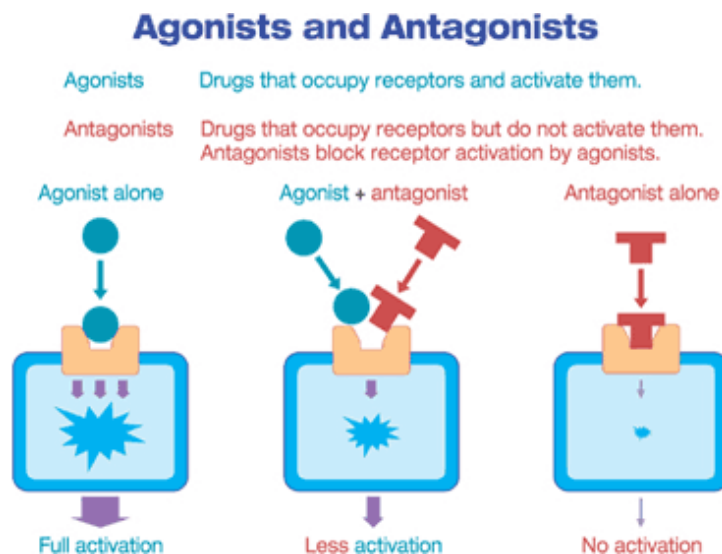 Agonists and Antagonists
Agonists Drugs that occupy receptors and activate them.
Antagonists Drugs that occupy receptors but do not activate them.
Antagonists block receptor activation by agonists.
Agonist alone
Agonist + antagonist
Antagonist alone
Full activation
Less activation
No activation